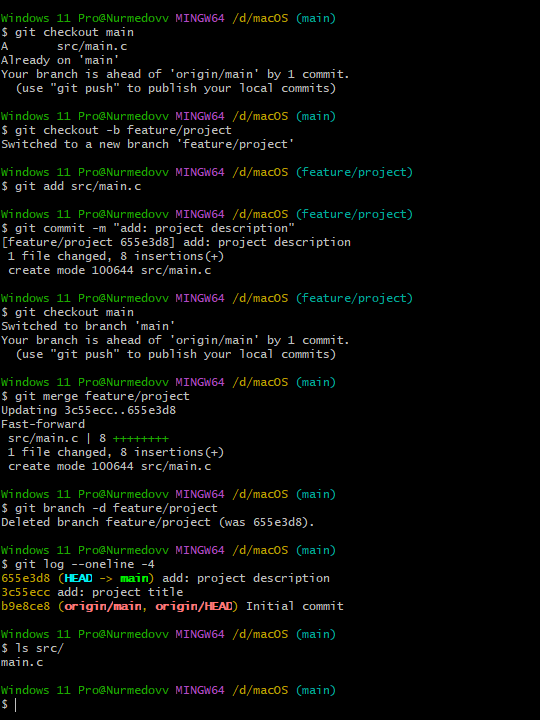 Windows 11 Pro@Nurmedovv MINGW64 /d/macOS (main)
$ git checkout main
A       src/main.c
Already on 'main'
Your branch is ahead of 'origin/main' by 1 commit.
  (use "git push" to publish your local commits)

Windows 11 Pro@Nurmedovv MINGW64 /d/macOS (main)
$ git checkout -b feature/project
Switched to a new branch 'feature/project'

Windows 11 Pro@Nurmedovv MINGW64 /d/macOS (feature/project)
$ git add src/main.c

Windows 11 Pro@Nurmedovv MINGW64 /d/macOS (feature/project)
$ git commit -m "add: project description"
[feature/project 655e3d8] add: project description
 1 file changed, 8 insertions(+)
 create mode 100644 src/main.c

Windows 11 Pro@Nurmedovv MINGW64 /d/macOS (feature/project)
$ git checkout main
Switched to branch 'main'
Your branch is ahead of 'origin/main' by 1 commit.
  (use "git push" to publish your local commits)

Windows 11 Pro@Nurmedovv MINGW64 /d/macOS (main)
$ git merge feature/project
Updating 3c55ecc..655e3d8
Fast-forward
 src/main.c | 8 ++++++++
 1 file changed, 8 insertions(+)
 create mode 100644 src/main.c

Windows 11 Pro@Nurmedovv MINGW64 /d/macOS (main)
$ git branch -d feature/project
Deleted branch feature/project (was 655e3d8).

Windows 11 Pro@Nurmedovv MINGW64 /d/macOS (main)
$ git log --oneline -4
655e3d8 (HEAD -> main) add: project description
3c55ecc add: project title
b9e8ce8 (origin/main, origin/HEAD) Initial commit

Windows 11 Pro@Nurmedovv MINGW64 /d/macOS (main)
$ ls src/
main.c

Windows 11 Pro@Nurmedovv MINGW64 /d/macOS (main)
$